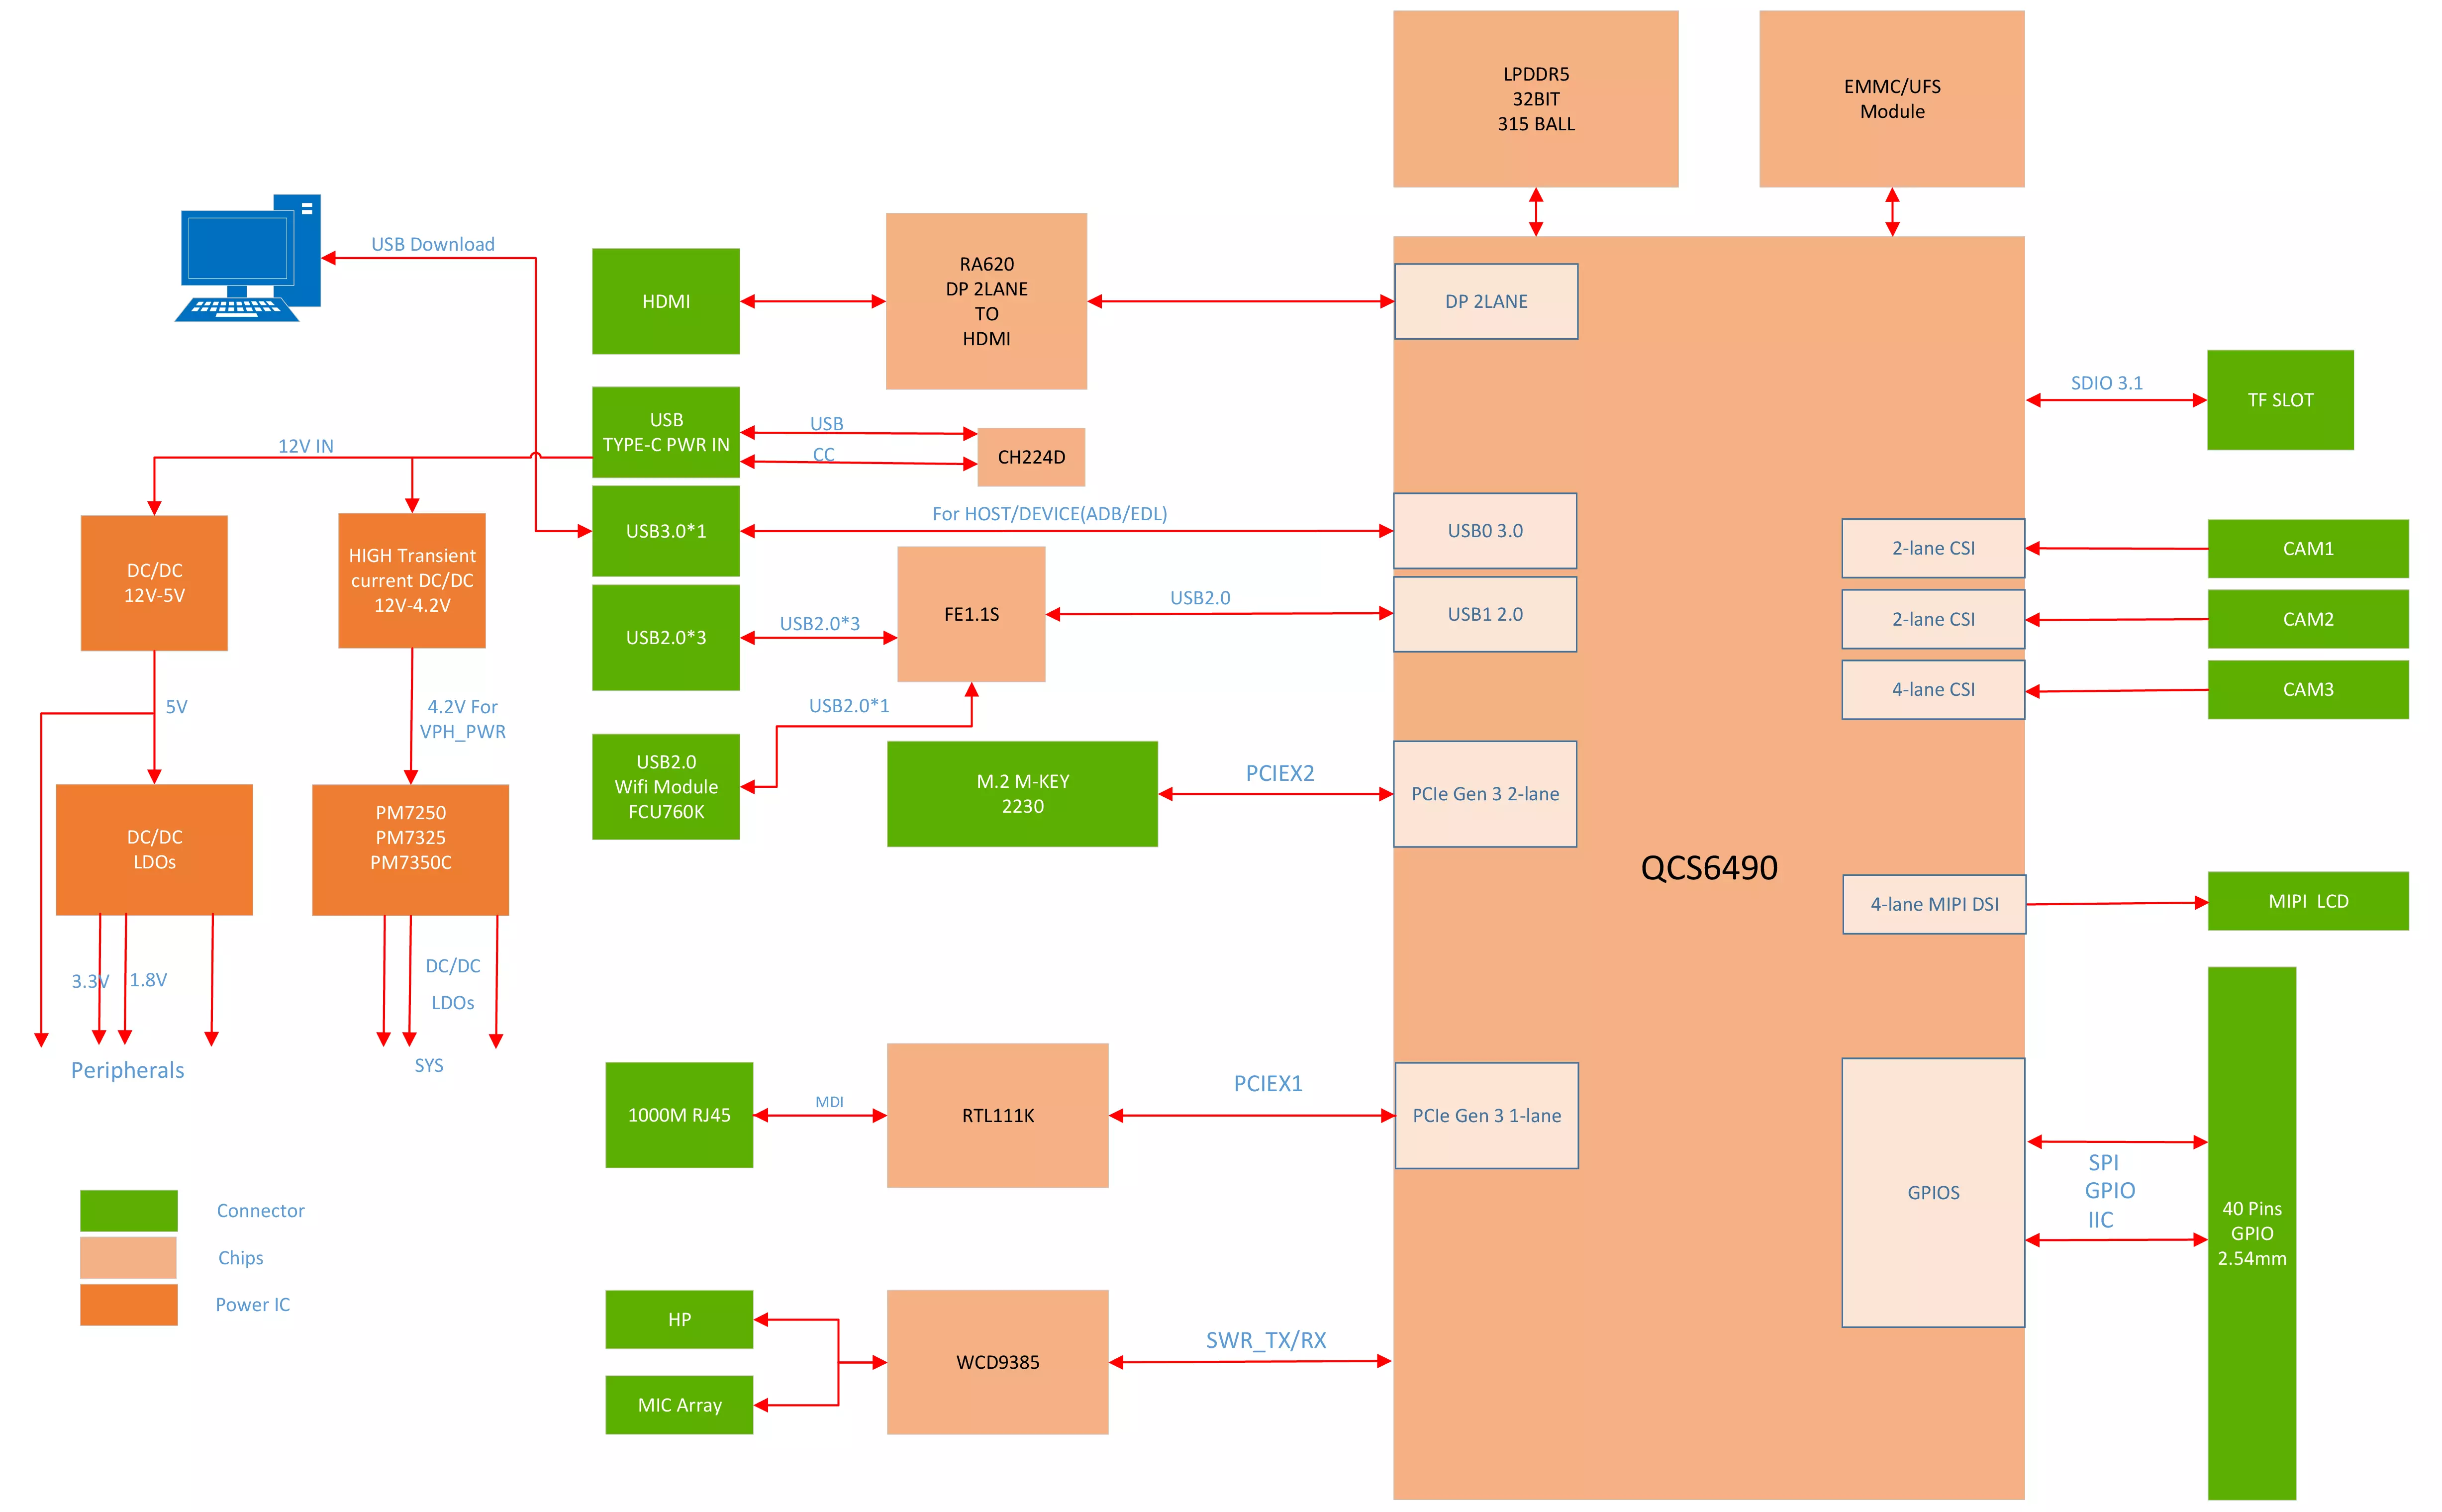 LPDDR5
32BIT
315 BALL
EMMC/UFS
Module
USB Download
HDMI
RA620
DP 2LANE
TO
HDMI
DP 2LANE
SDIO 3.1
TF SLOT
12V IN
USB
TYPE-C PWR IN
USB
CC
CH224D
USB3.0*1
For HOST/DEVICE(ADB/EDL)
USB0 3.0
2-lane CSI
CAM1
DC/DC
12V-5V
HIGH Transient
current DC/DC
12V-4.2V
USB2.0*3
USB2.0*3
FE1.1S
USB2.0
USB1 2.0
2-lane CSI
CAM2
4-lane CSI
CAM3
5V
4.2V For
VPH_PWR
USB2.0*1
USB2.0
Wifi Module
FCU760K
M.2 M-KEY
2230
PCIEX2
PCIe Gen 3 2-lane
QCS6490
DC/DC
LDOs
PM7250
PM7325
PM7350C
4-lane MIPI DSI
MIPI LCD
3.3V
1.8V
DC/DC
LDOs
Peripherals
SYS
1000M RJ45
MDI
RTL111K
PCIEX1
PCIe Gen 3 1-lane
GPIOS
SPI
GPIO
IIC
40 Pins
GPIO
2.54mm
Connector
Chips
Power IC
HP
MIC Array
WCD9385
SWR_TX/RX